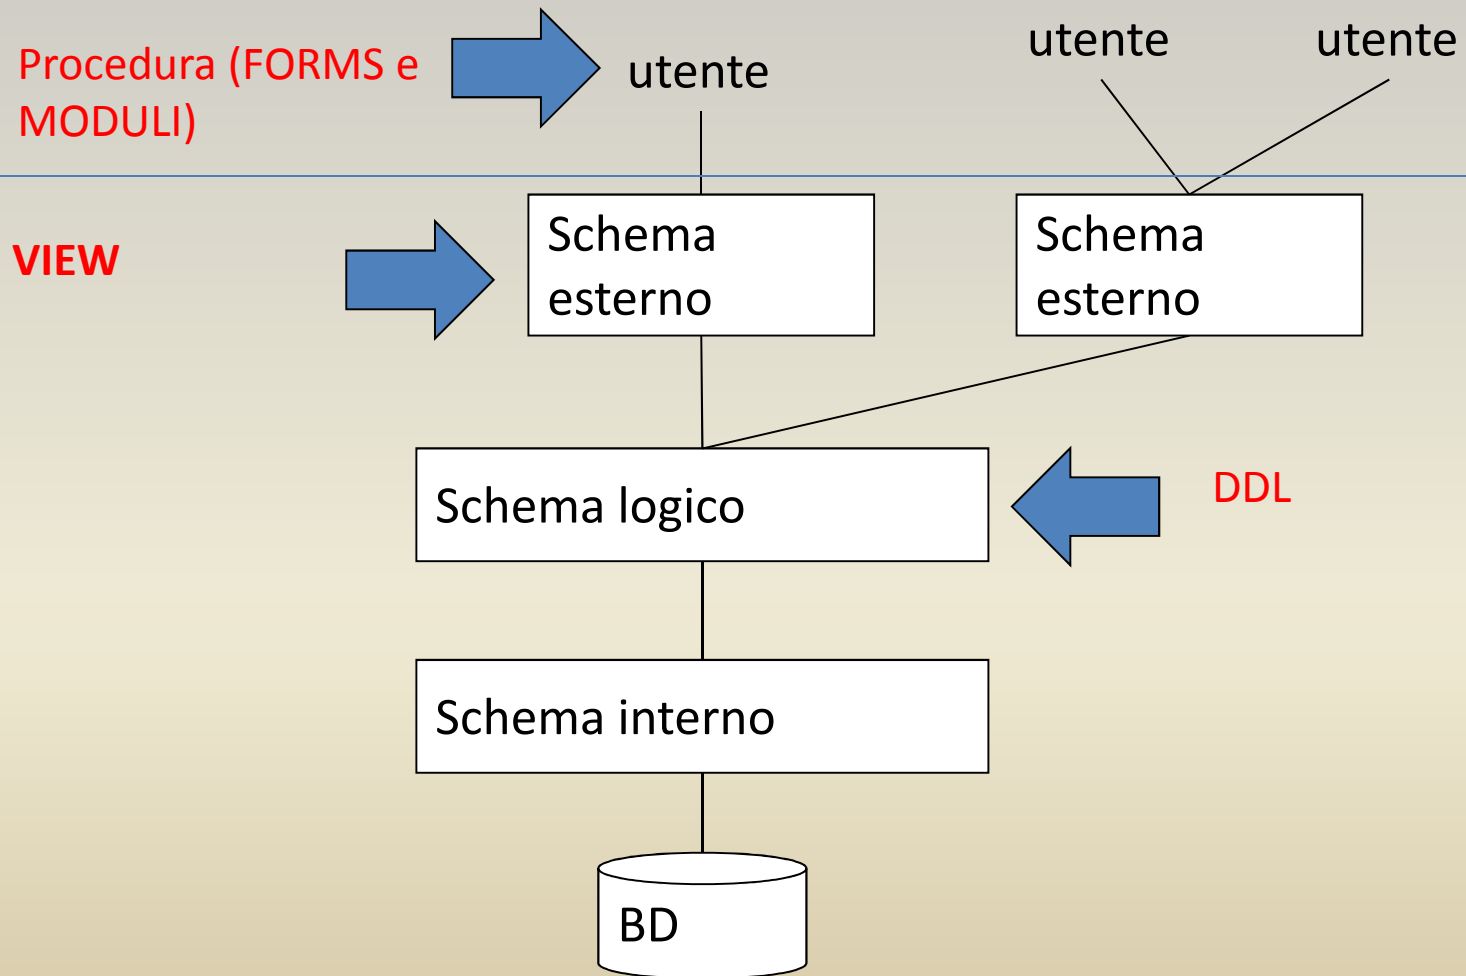 Procedura (FORMS e
MODULI)
utente
utente
utente
VIEW
Schema
esterno
Schema
esterno
Schema logico
DDL
Schema interno
BD